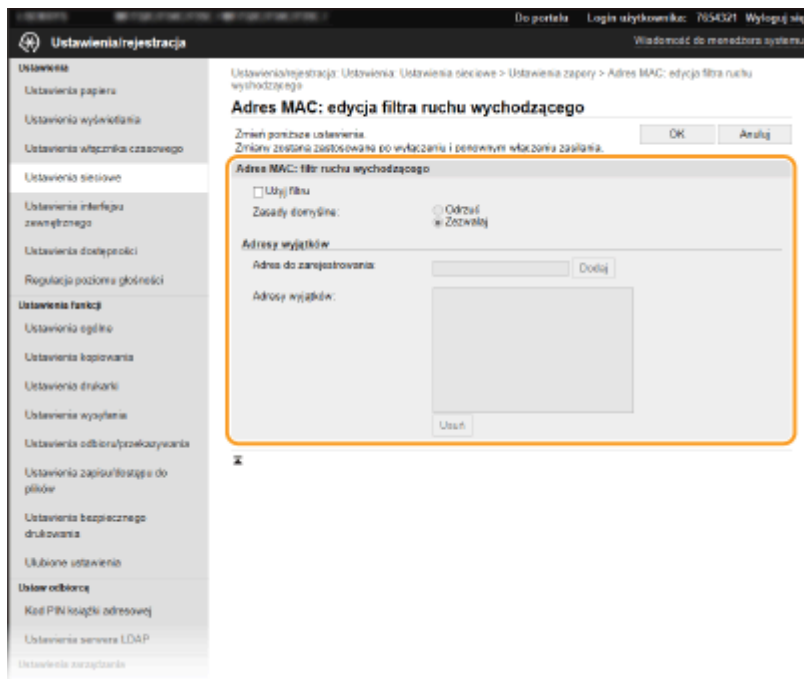 Do portalu Login użytkownika: 7654321 Wyloguj się
Ustawienia/rejestracja
Wiadomość do menedżera systemu
Ustawienia
Ustawienia papieru
Ustawienia wyświetlania
Ustawienia włącznika czasowego
Ustawienia sieciowe
Ustawienia interfejsu
zewnętrznego
Ustawienia dostępności
Regulacja poziomu głośności
Ustawienia funkcji
Ustawienia ogólne
Ustawienia kopiowania
Ustawienia drukarki
Ustawienia wysyłania
Ustawienia odbioru/przekazywania
Ustawienia zapisu/dostępu do
plików
Ustawienia bezpiecznego
drukowania
Ulubione ustawienia
Ustaw odbiorcę
Kod PIN książki adresowej
Ustawienia serwera LDAP
Ustawienia zarządzania
Ustawienia/rejestracja: Ustawienia: Ustawienia sieciowe > Ustawienia zapory > Adres MAC: edycja filtra ruchu
wychodzącego
Adres MAC: edycja filtra ruchu wychodzącego
Zmień poniższe ustawienia.
Zmiany zostaną zastosowane po wyłączeniu i ponownym włączeniu zasilania.
OK Anuluj
Adres MAC: filtr ruchu wychodzącego
Użyj filtru
Zasady domyślne:
Odrzuć
Zezwalaj
Adresy wyjątków
Adres do zarejestrowania:
Dodaj
Adresy wyjątków:
Usuń